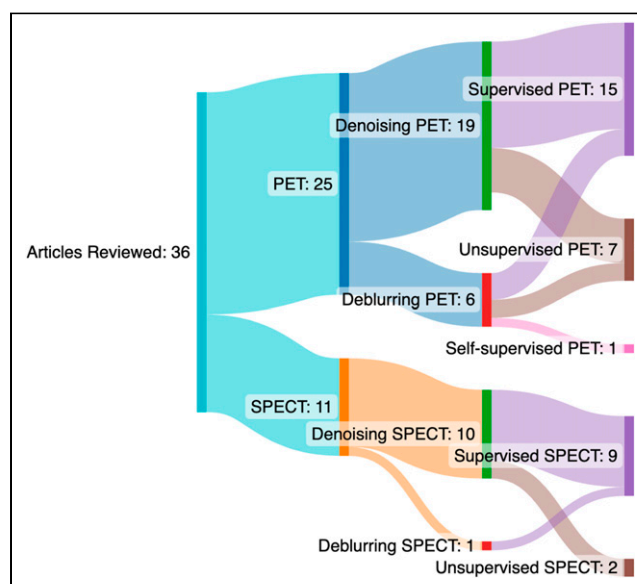 Supervised PET: 15
Denoising PET: 19
PET: 25
Articles Reviewed: 36
Unsupervised PET: 7
Deblurring PET: 6
Self-supervised PET: 1
SPECT: 11
Denoising SPECT: 10
Supervised SPECT: 9
Deblurring SPECT: 1
Unsupervised SPECT: 2